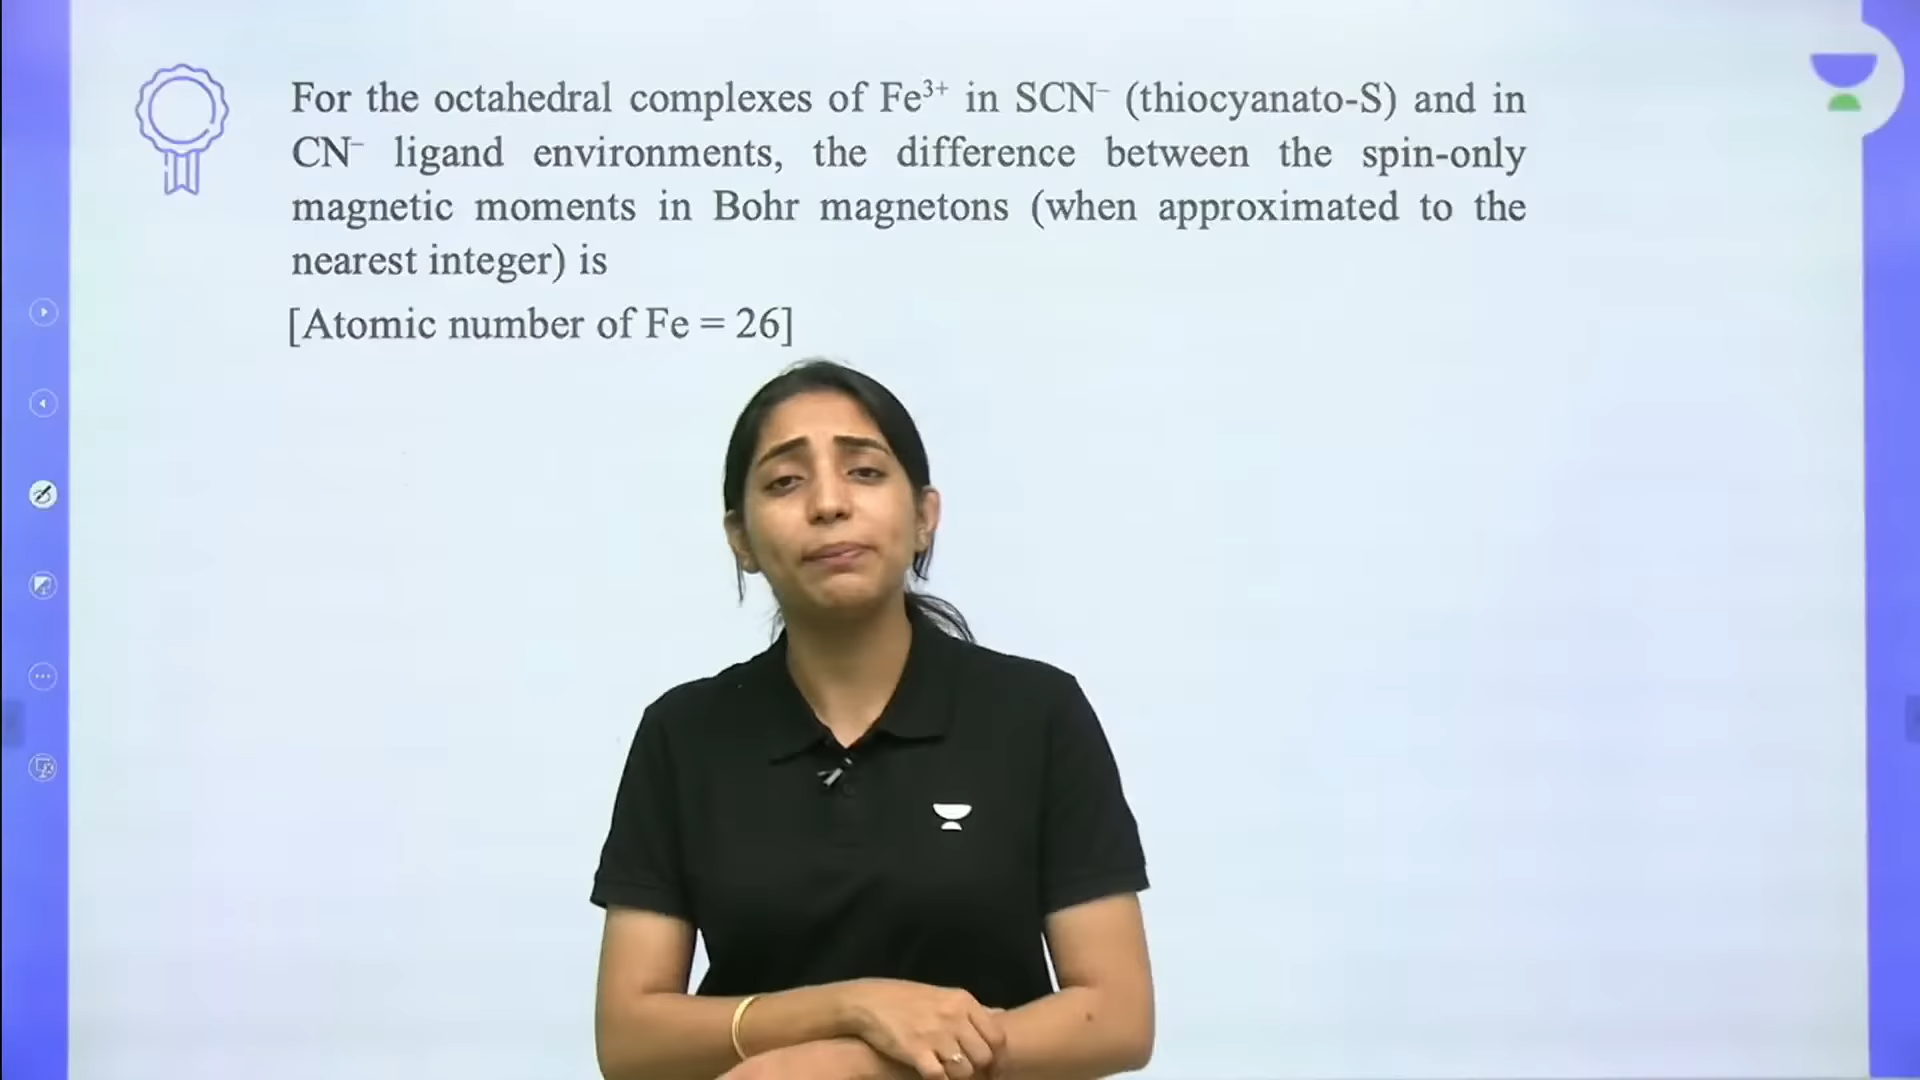 For the octahedral complexes of Fe³⁺ in SCN⁻ (thiocyanato-S) and in
CN⁻ ligand environments, the difference between the spin-only
magnetic moments in Bohr magnetons (when approximated to the
nearest integer) is
[Atomic number of Fe = 26]